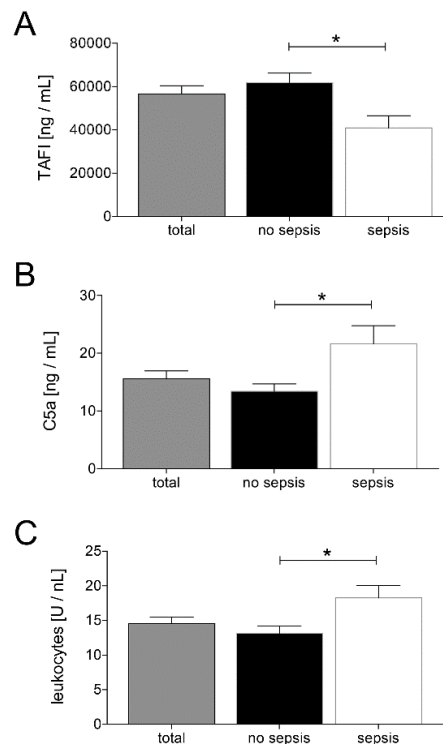 A
*
TAFI [ng / mL]
80000
60000
40000
20000
0
total no sepsis sepsis
B
*
C5a [ng / mL]
30
20
10
0
total no sepsis sepsis
C
*
leukocytes [U / nL]
25
20
15
10
5
0
total no sepsis sepsis